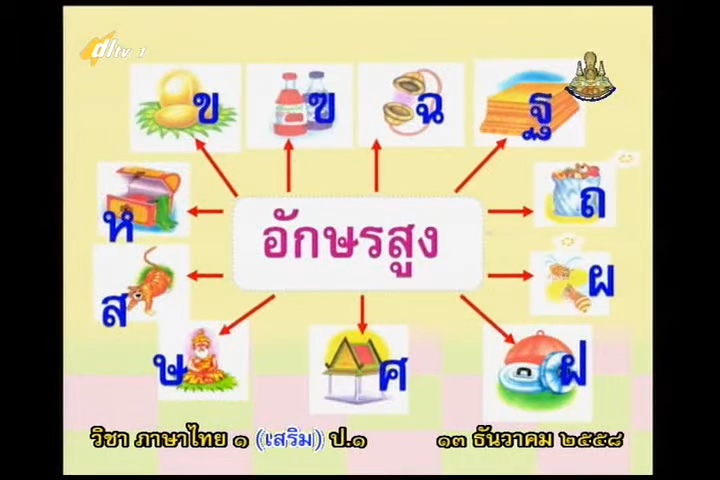 dltv 1
ข ฃ ฉ ฐ
ห ถ
อักษรสูง
ส ผ
ษ ศ ฝ
วิชา ภาษาไทย ๑ (เสริม) ป.๑ ๑๓ ธันวาคม ๒๕๕๘